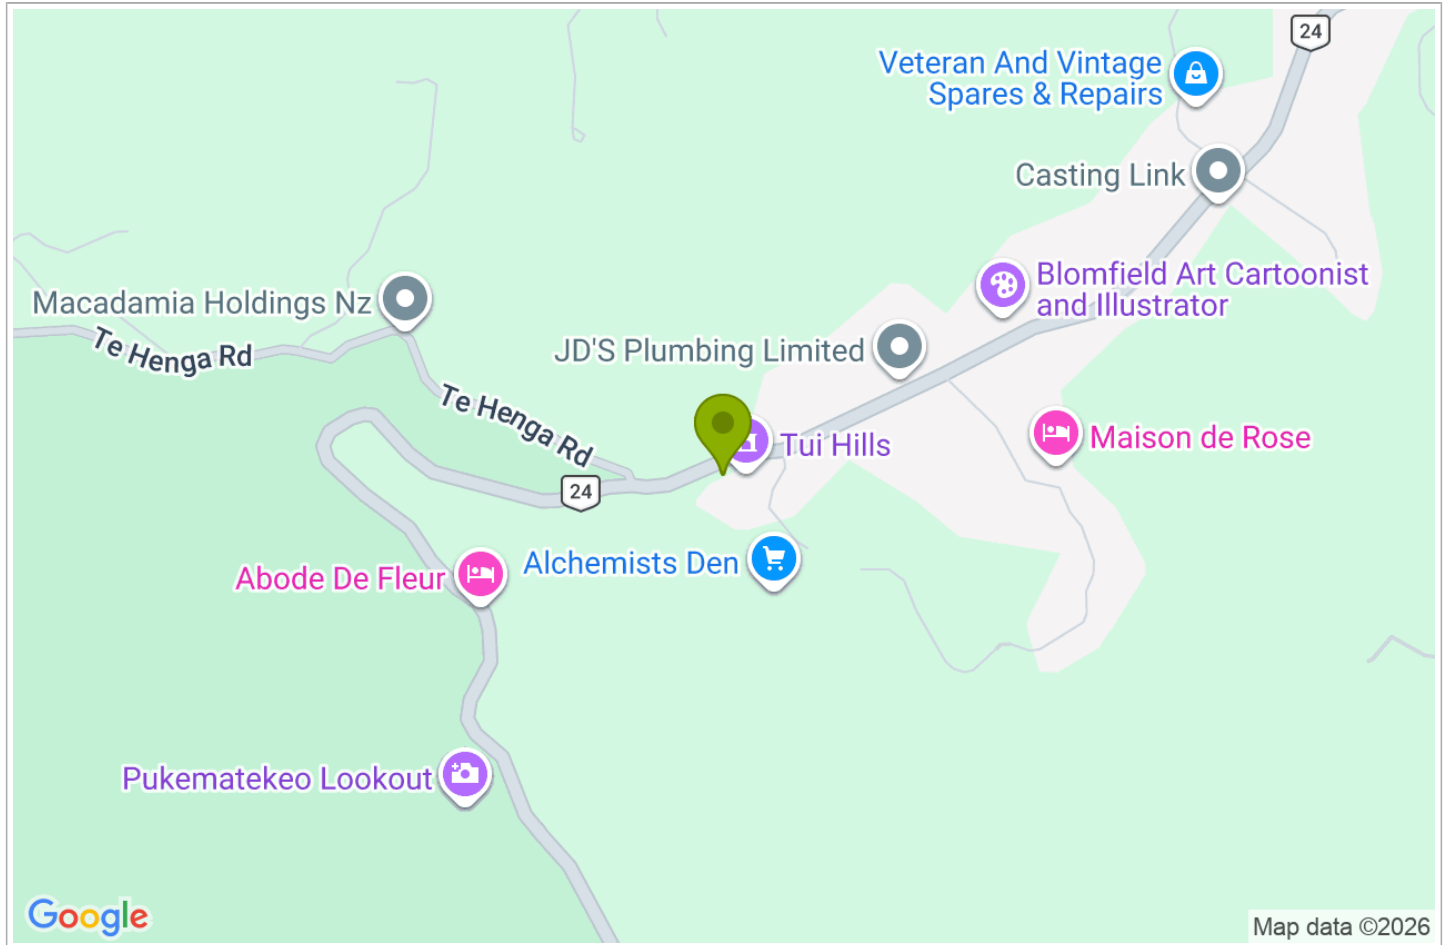 24
Veteran And Vintage
Spares & Repairs
Casting Link
Blomfield Art Cartoonist
and Illustrator
Macadamia Holdings Nz
Te Henga Rd
JD'S Plumbing Limited
Te Henga Rd
Tui Hills
Maison de Rose
24
Alchemists Den
Abode De Fleur
Pukematekeo Lookout
Google
Map data ©2026